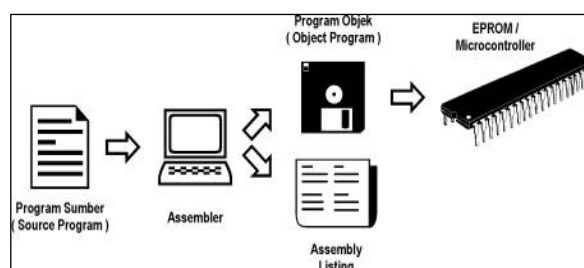 Program Objek
( Object Program )
EPROM /
Microcontroller
Program Sumber
( Source Program )
Assembler
Assembly
Listing